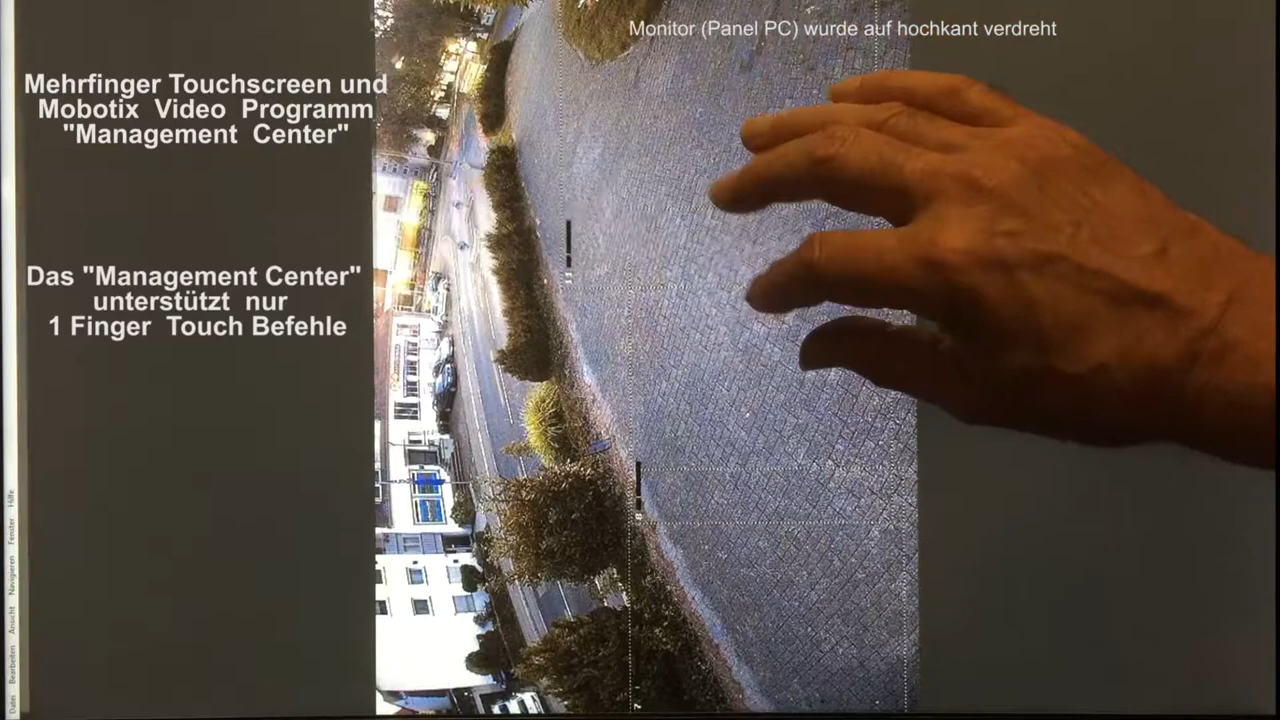 Monitor (Panel PC) wurde auf hochkant verdreht
Mehrfinger Touchscreen und
Mobotix Video Programm
"Management Center"
Das "Management Center"
unterstützt nur
1 Finger Touch Befehle
Datei Bearbeiten Ansicht Navigieren Fenster Hilfe